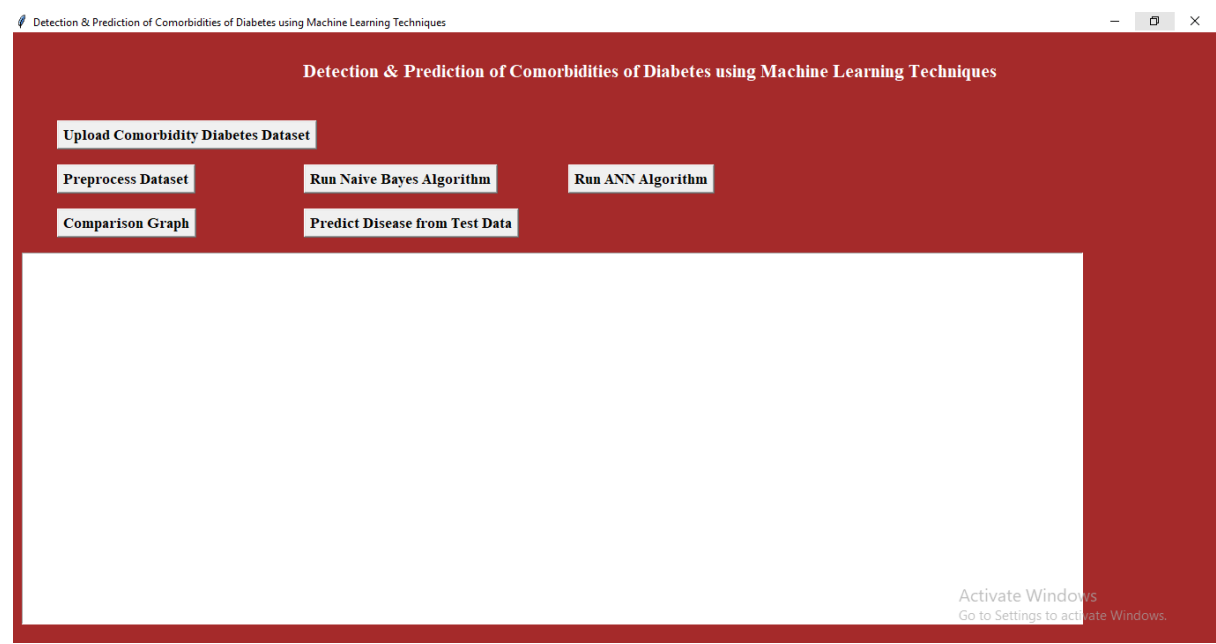 Detection & Prediction of Comorbidities of Diabetes using Machine Learning Techniques
Detection & Prediction of Comorbidities of Diabetes using Machine Learning Techniques
Upload Comorbidity Diabetes Dataset
Preprocess Dataset Run Naive Bayes Algorithm Run ANN Algorithm
Comparison Graph Predict Disease from Test Data
Activate Windows
Go to Settings to activate Windows.